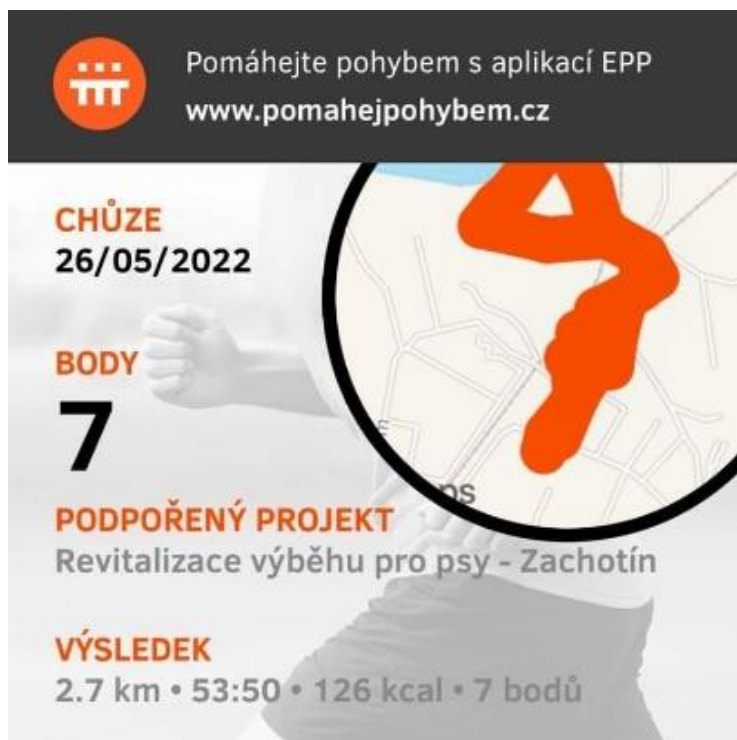 Pomáhejte pohybem s aplikací EPP
www.pomahejpohybem.cz
CHŮZE
26/05/2022
BODY
7
PODPOŘENÝ PROJEKT
Revitalizace výběhu pro psy - Zachotín
VÝSLEDEK
2.7 km • 53:50 • 126 kcal • 7 bodů